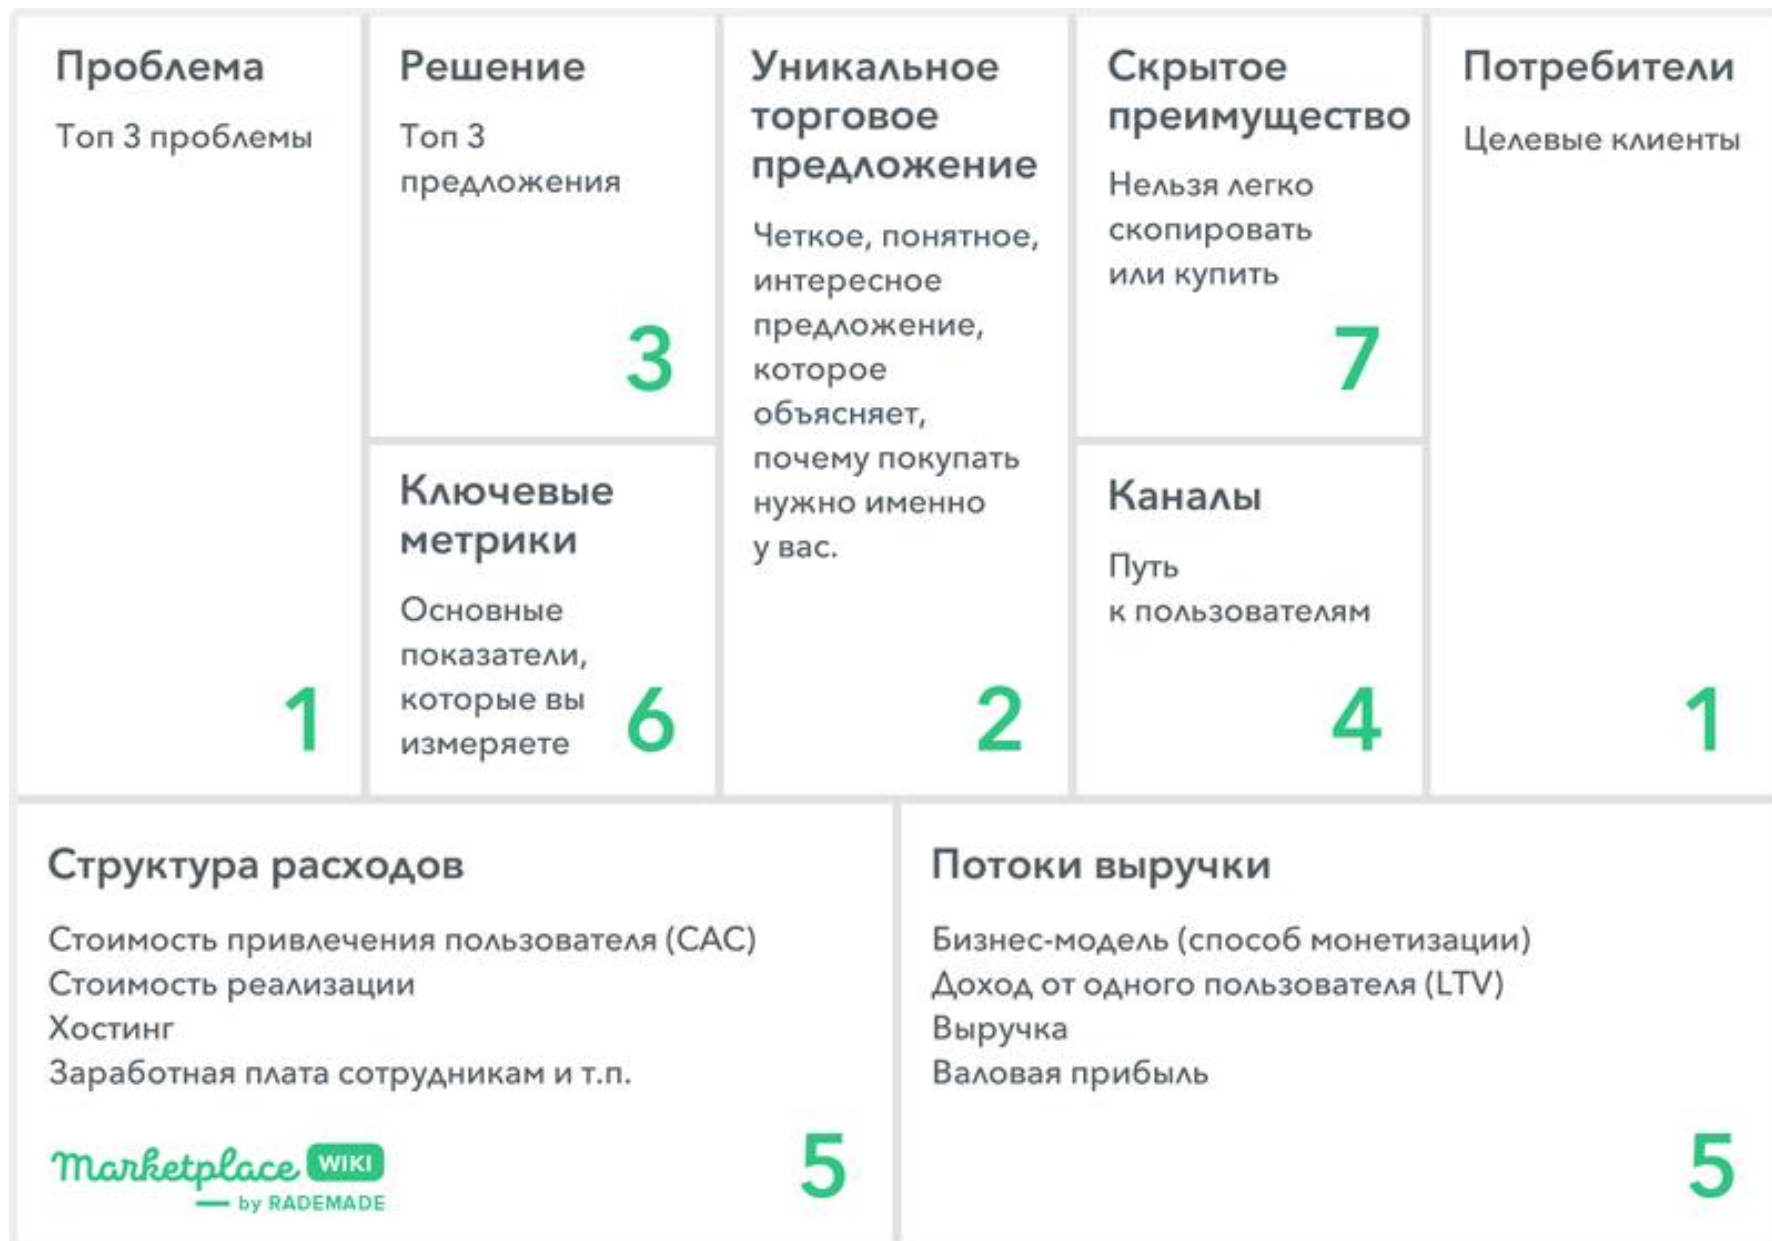 Проблема
Топ 3 проблемы
1
Решение
Топ 3
предложения
3
Ключевые
метрики
Основные
показатели,
которые вы
измеряете
6
Уникальное
торговое
предложение
Четкое, понятное,
интересное
предложение,
которое
объясняет,
почему покупать
нужно именно
у вас.
2
Скрытое
преимущество
Нельзя легко
скопировать
или купить
7
Каналы
Путь
к пользователям
4
Потребители
Целевые клиенты
1
Структура расходов
Стоимость привлечения пользователя (CAC)
Стоимость реализации
Хостинг
Заработная плата сотрудникам и т.п.
marketplace WIKI
by RADEMADE
5
Потоки выручки
Бизнес-модель (способ монетизации)
Доход от одного пользователя (LTV)
Выручка
Валовая прибыль
5